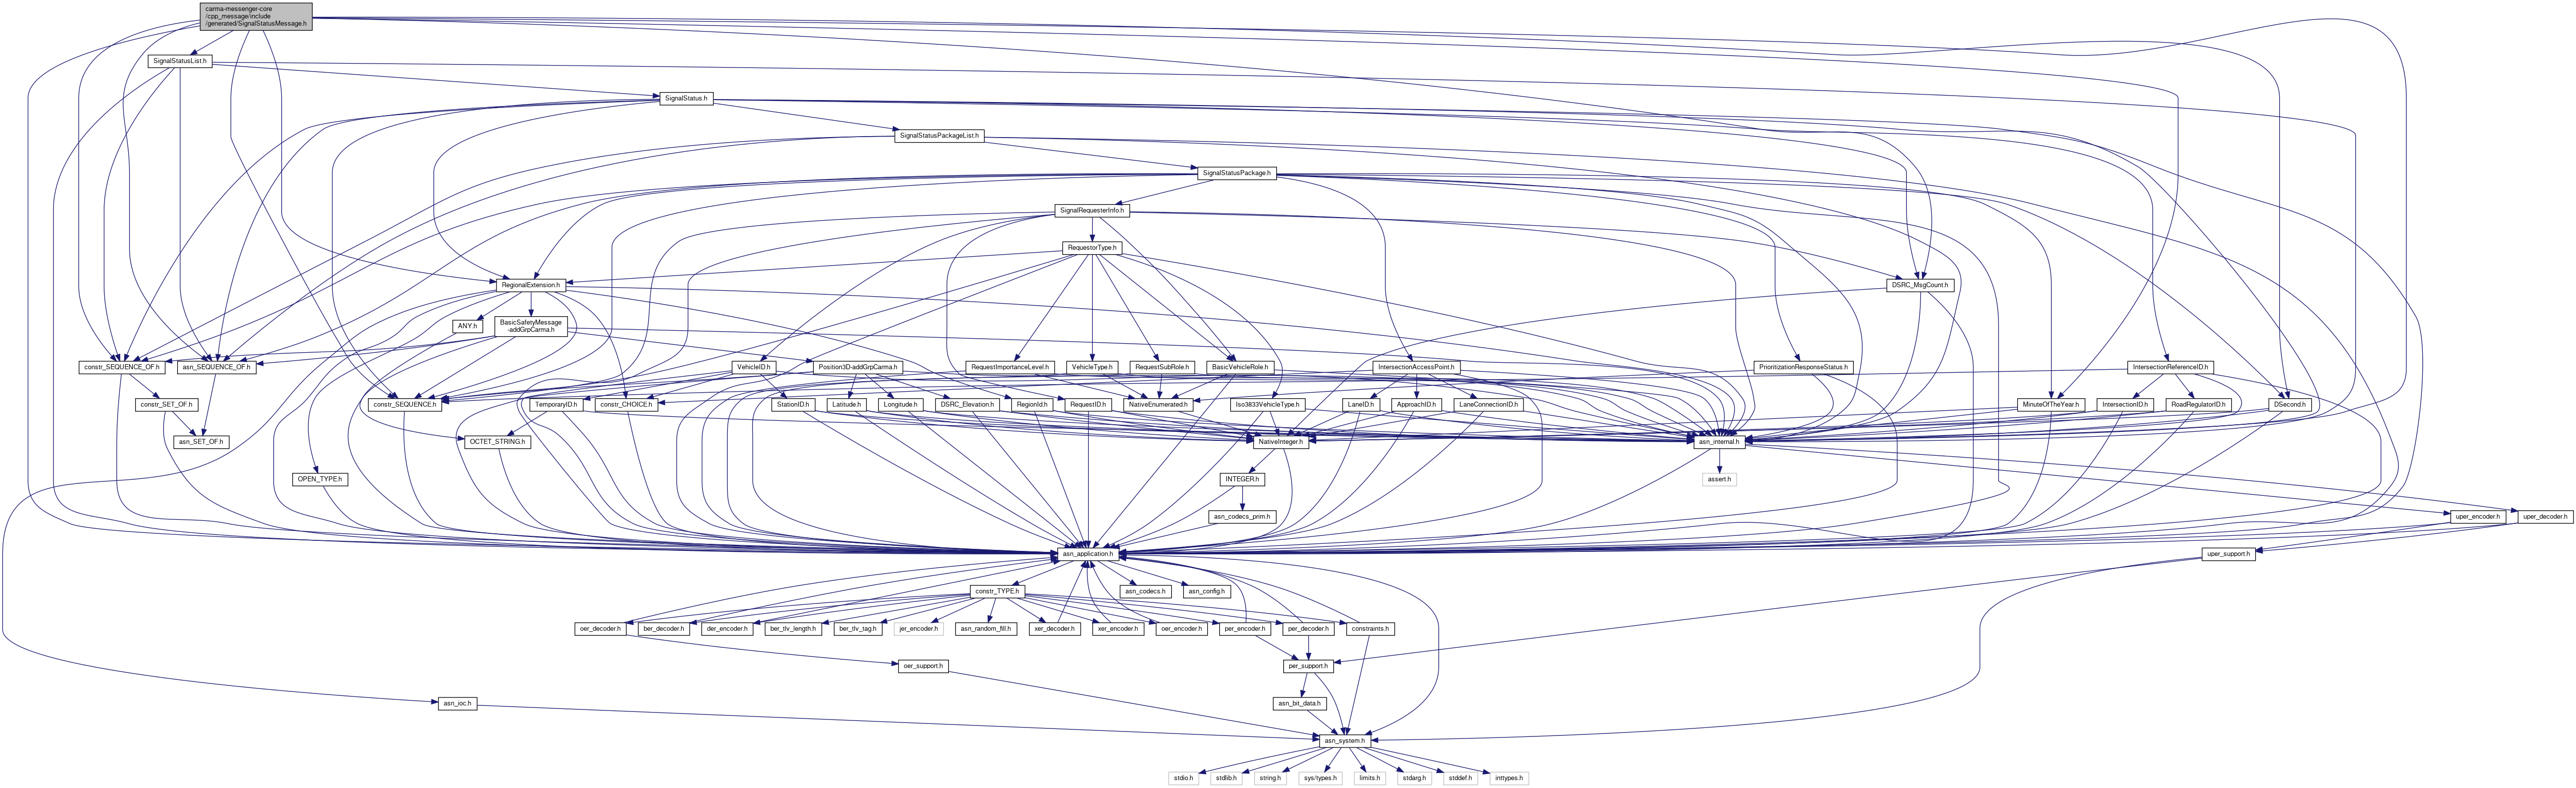 carma-messenger-core
/cpp_message/include
/generated/SignalStatusMessage.h
SignalStatusList.h
SignalStatus.h
SignalStatusPackageList.h
SignalStatusPackage.h
SignalRequesterInfo.h
RequestorType.h
RegionalExtension.h
DSRC_MsgCount.h
ANY.h
BasicSafetyMessage
-addGrpCarma.h
constr_SEQUENCE_OF.h
asn_SEQUENCE_OF.h
VehicleID.h
Position3D-addGrpCarma.h
RequestImportanceLevel.h
VehicleType.h
RequestSubRole.h
BasicVehicleRole.h
IntersectionAccessPoint.h
PrioritizationResponseStatus.h
IntersectionReferenceID.h
constr_SET_OF.h
constr_SEQUENCE.h
TemporaryID.h
constr_CHOICE.h
StationID.h
Latitude.h
Longitude.h
DSRC_Elevation.h
RegionId.h
RequestID.h
NativeEnumerated.h
Iso3833VehicleType.h
LaneID.h
ApproachID.h
LaneConnectionID.h
MinuteOfTheYear.h
IntersectionID.h
RoadRegulatorID.h
DSecond.h
asn_SET_OF.h
OCTET_STRING.h
NativeInteger.h
asn_internal.h
OPEN_TYPE.h
INTEGER.h
assert.h
asn_codecs_prim.h
uper_encoder.h
uper_decoder.h
asn_application.h
uper_support.h
constr_TYPE.h
asn_codecs.h
asn_config.h
oer_decoder.h
ber_decoder.h
der_encoder.h
ber_tlv_length.h
ber_tlv_tag.h
jer_encoder.h
asn_random_fill.h
xer_decoder.h
xer_encoder.h
oer_encoder.h
per_encoder.h
per_decoder.h
constraints.h
oer_support.h
per_support.h
asn_ioc.h
asn_bit_data.h
asn_system.h
stdio.h
stdlib.h
string.h
sys/types.h
limits.h
stdarg.h
stddef.h
inttypes.h